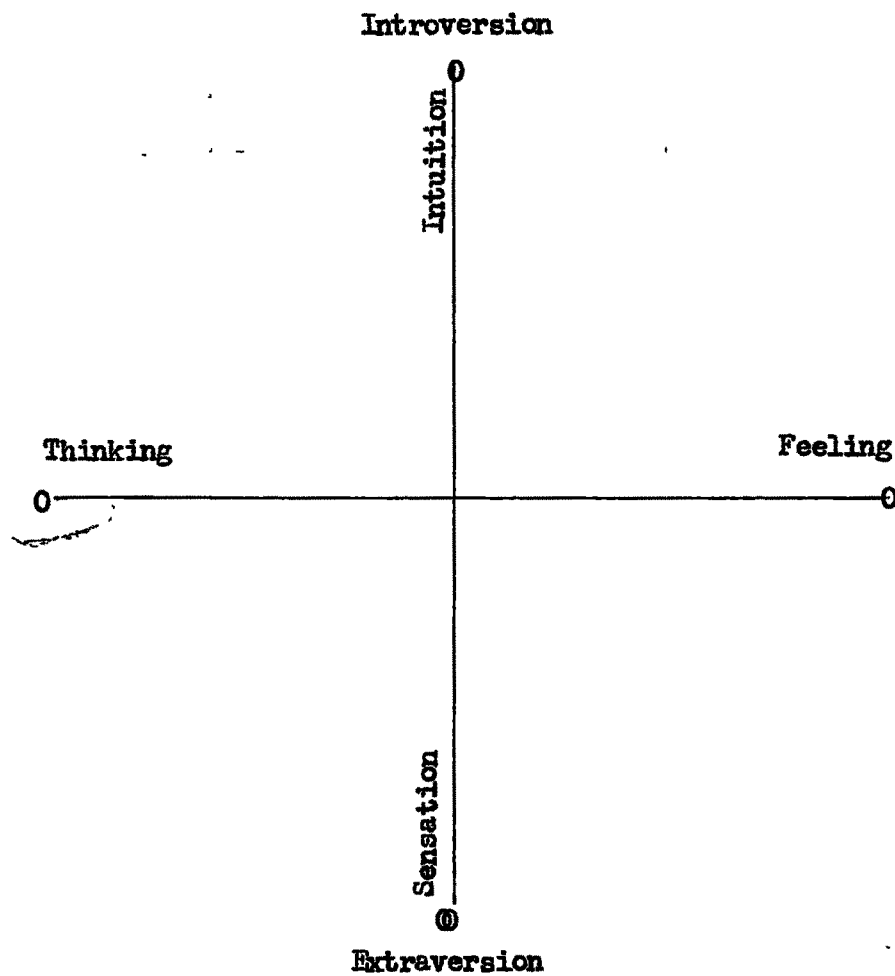 Introversion
0
Intuition
Thinking
Feeling
0
0
Sensation
0
Extraversion